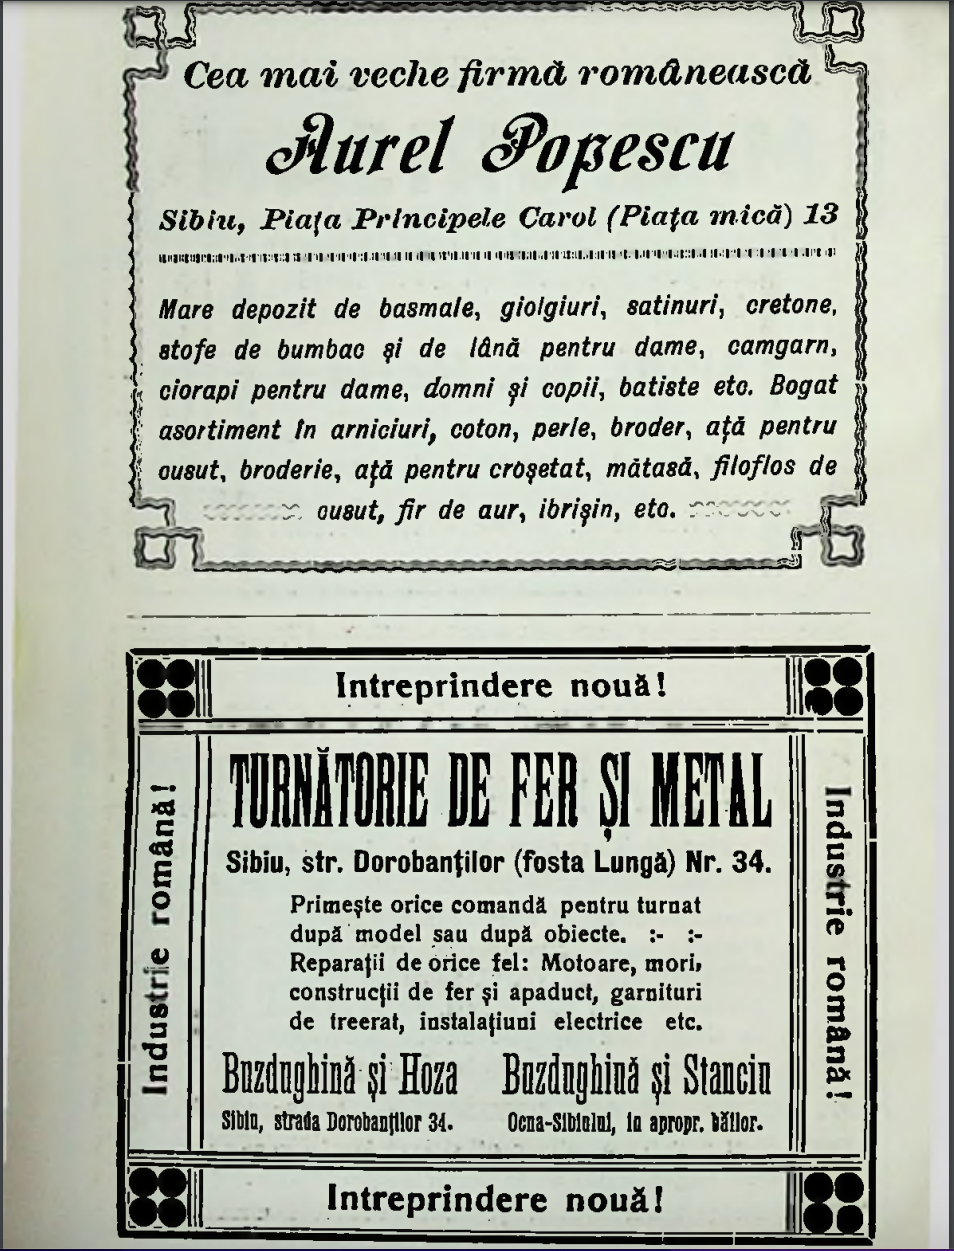 Cea mai veche firmă românească
Aurel Popescu
Sibiu, Piața Principele Carol (Piața mică) 13
Mare depozit de basmale, giolgiuri, satinuri, cretone,
stofe de bumbac și de lână pentru dame, camgarn,
ciorapi pentru dame, domni și copii, batiste etc. Bogat
asortiment în arniciuri, coton, perle, broder, ață pentru
cusut, broderie, ață pentru croșetat, mătasă, filoflos de
cusut, fir de aur, ibrișin, etc.
Intreprindere nouă!
Industrie română!
TURNĂTORIE DE FER ȘI METAL
Sibiu, str. Dorobanților (fosta Lungă) Nr. 34.
Primește orice comandă pentru turnat
după model sau după obiecte. :- :-
Reparații de orice fel: Motoare, mori,
construcții de fer și apaduct, garnituri
de treerat, instalațiuni electrice etc.
Buzdughină și Hoza
Sibiu, strada Dorobanților 34.
Buzdughină și Stanciu
Ocna-Sibiului, in apropr. băilor.
Industrie română!
Intreprindere nouă!